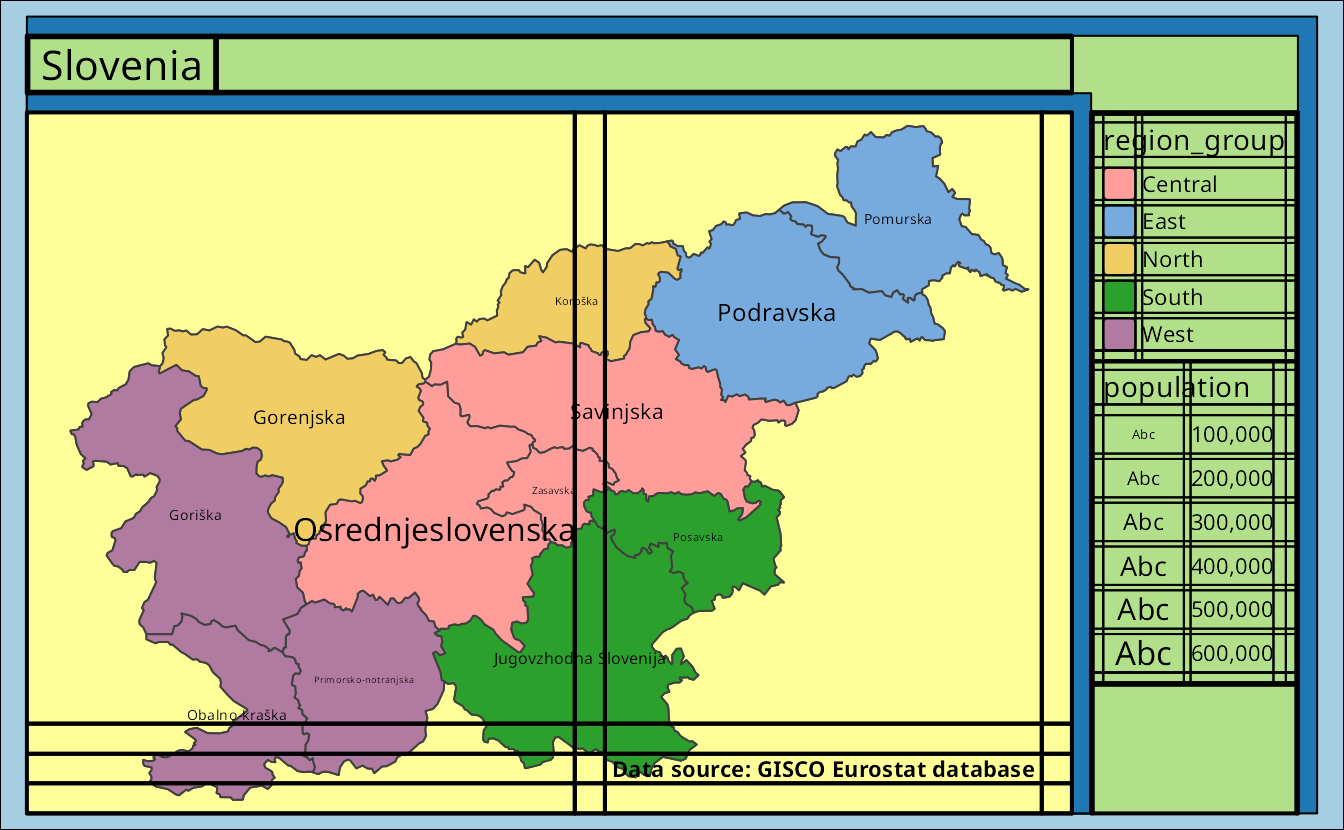 Slovenia
region_group
Central
East
North
South
West
population
Abc 100,000
Abc 200,000
Abc 300,000
Abc 400,000
Abc 500,000
Abc 600,000
Pomurska
Koroška
Podravska
Gorenjska
Savinjska
Zasavska
Goriška
Osrednjeslovenska
Posavska
Jugovzhodna Slovenija
Primorsko-notranjska
Obalno-kraška
Data source: GISCO Eurostat database